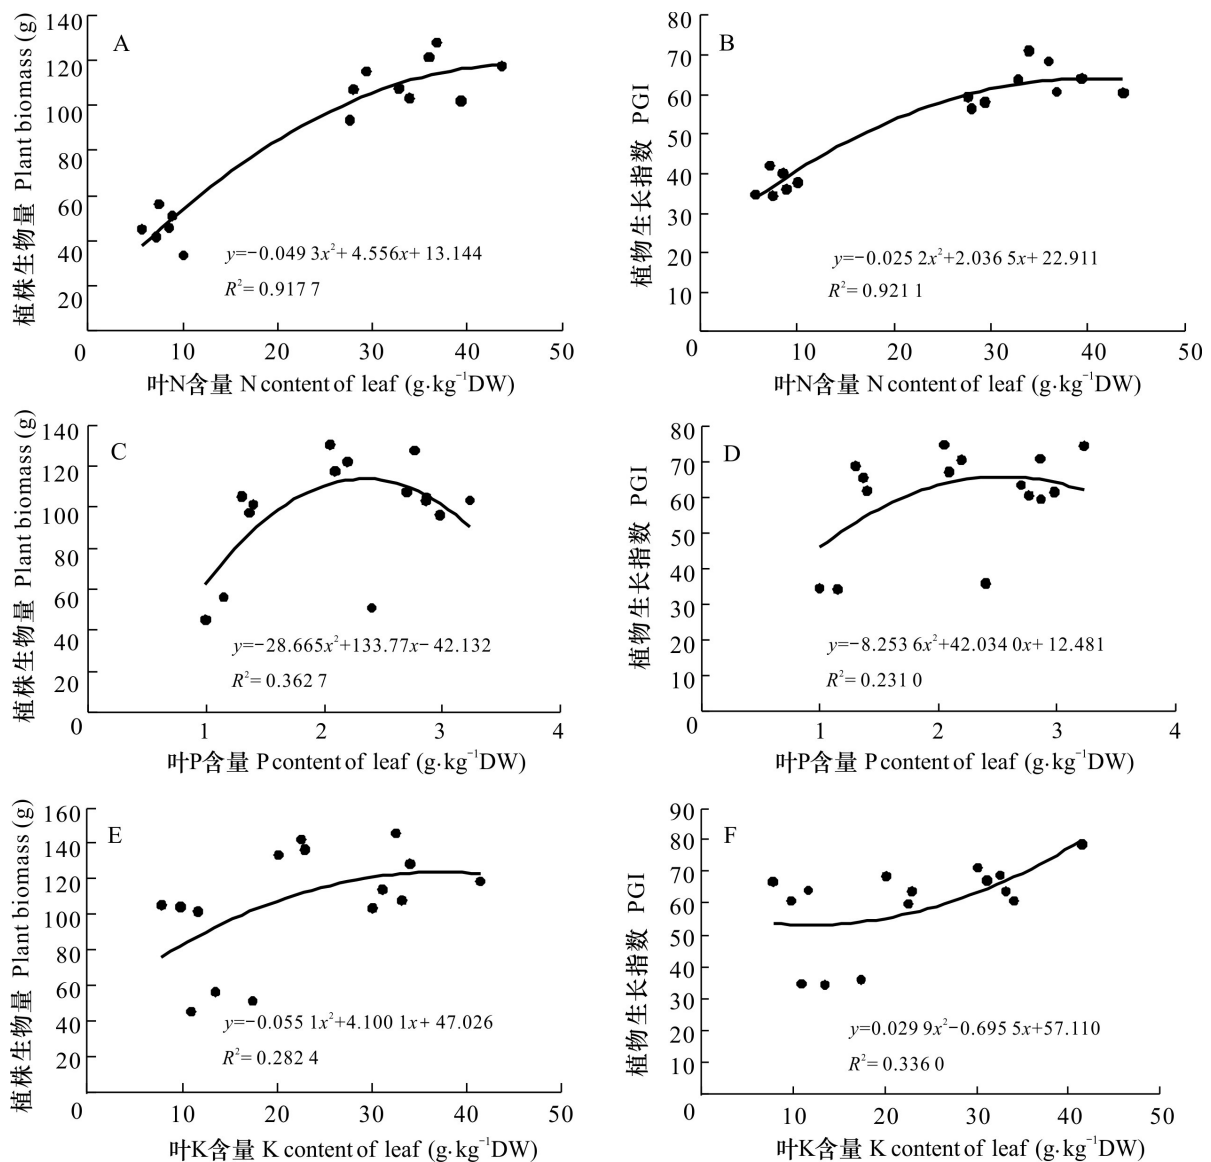 植株生物量 Plant biomass (g)
140
120
100
80
60
40
20
0
A
y=−0.049 3x²+4.556x+13.144
R²=0.917 7
10 20 30 40 50
叶N含量 N content of leaf (g·kg⁻¹DW)
植物生长指数 PGI
80
70
60
50
40
30
20
10
0
B
y=−0.025 2x²+2.036 5x+22.911
R²=0.921 1
10 20 30 40 50
叶N含量 N content of leaf (g·kg⁻¹DW)
植株生物量 Plant biomass (g)
140
120
100
80
60
40
20
0
C
y=−28.665x²+133.77x−42.132
R²=0.362 7
1 2 3 4
叶P含量 P content of leaf (g·kg⁻¹DW)
植物生长指数 PGI
80
70
60
50
40
30
20
10
0
D
y=−8.253 6x²+42.034 0x+12.481
R²=0.231 0
1 2 3 4
叶P含量 P content of leaf (g·kg⁻¹DW)
植株生物量 Plant biomass (g)
160
140
120
100
80
60
40
20
0
E
y=−0.055 1x²+4.100 1x+47.026
R²=0.282 4
10 20 30 40 50
叶K含量 K content of leaf (g·kg⁻¹DW)
植物生长指数 PGI
90
80
70
60
50
40
30
20
10
0
F
y=0.029 9x²−0.695 5x+57.110
R²=0.336 0
10 20 30 40 50
叶K含量 K content of leaf (g·kg⁻¹DW)